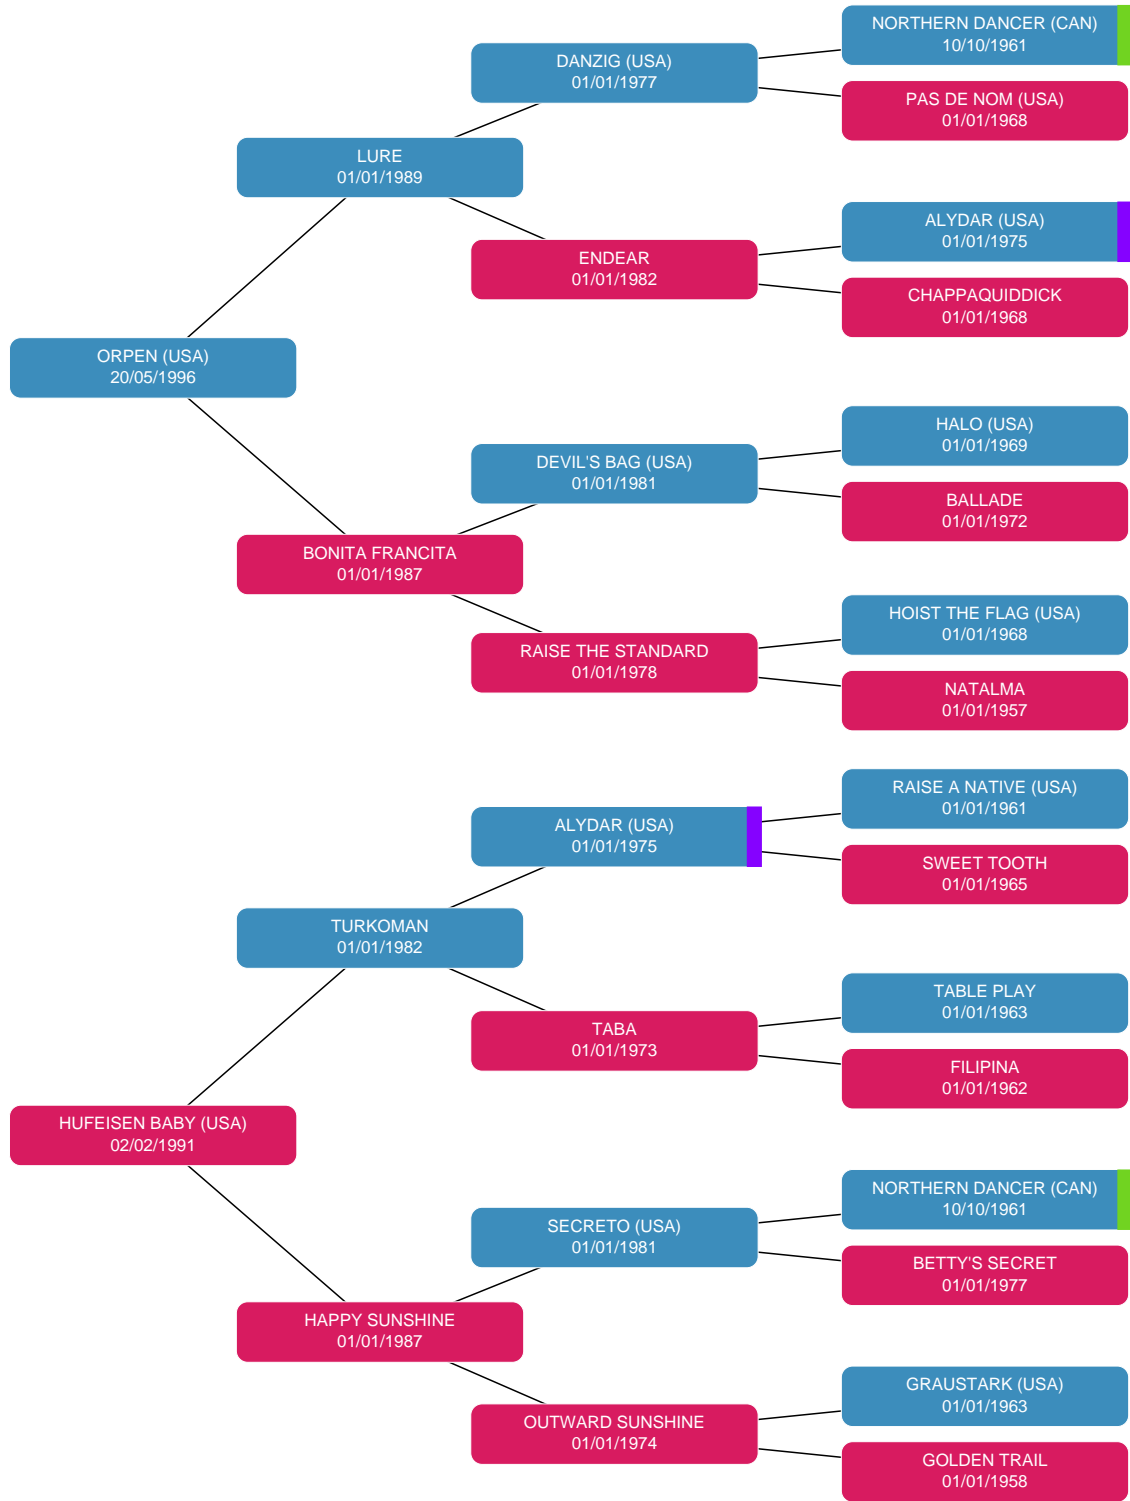 NORTHERN DANCER (CAN)
10/10/1961
DANZIG (USA)
01/01/1977
PAS DE NOM (USA)
01/01/1968
LURE
01/01/1989
ALYDAR (USA)
01/01/1975
ENDEAR
01/01/1982
CHAPPAQUIDDICK
01/01/1968
ORPEN (USA)
20/05/1996
HALO (USA)
01/01/1969
DEVIL'S BAG (USA)
01/01/1981
BALLADE
01/01/1972
BONITA FRANCITA
01/01/1987
HOIST THE FLAG (USA)
01/01/1968
RAISE THE STANDARD
01/01/1978
NATALMA
01/01/1957
RAISE A NATIVE (USA)
01/01/1961
ALYDAR (USA)
01/01/1975
SWEET TOOTH
01/01/1965
TURKOMAN
01/01/1982
TABLE PLAY
01/01/1963
TABA
01/01/1973
FILIPINA
01/01/1962
HUFEISEN BABY (USA)
02/02/1991
NORTHERN DANCER (CAN)
10/10/1961
SECRETO (USA)
01/01/1981
BETTY'S SECRET
01/01/1977
HAPPY SUNSHINE
01/01/1987
GRAUSTARK (USA)
01/01/1963
OUTWARD SUNSHINE
01/01/1974
GOLDEN TRAIL
01/01/1958